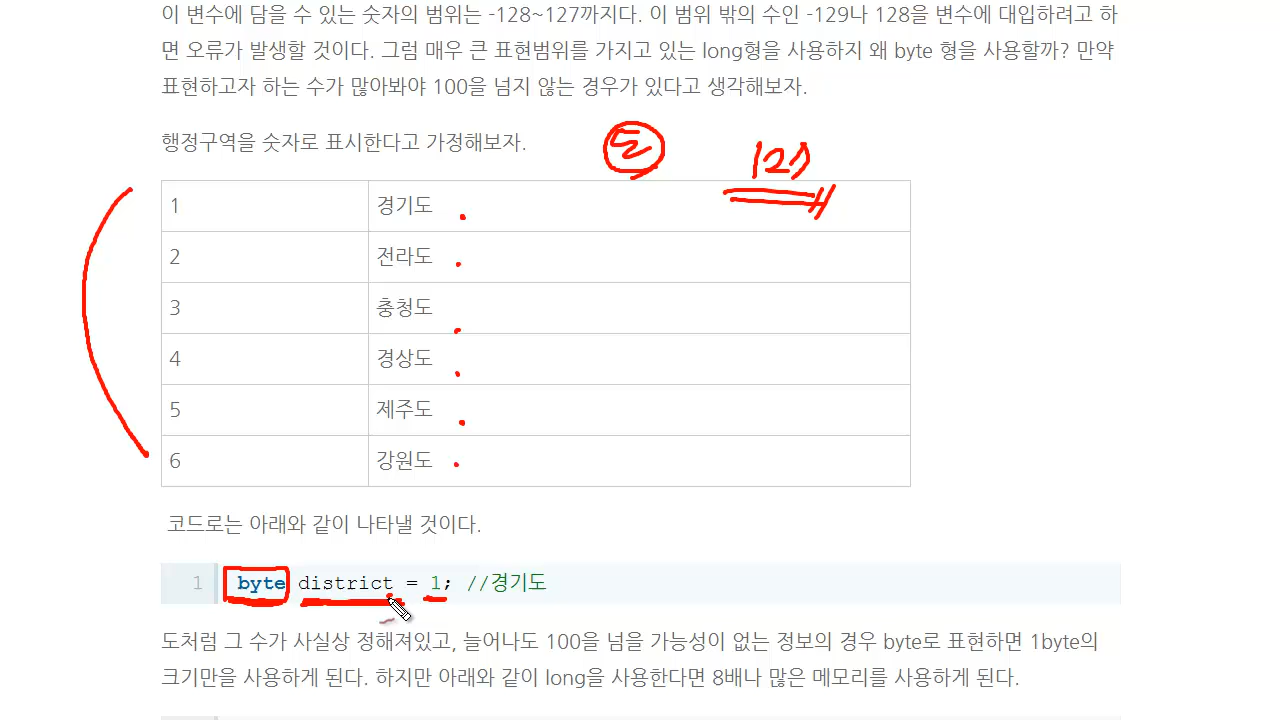 이 변수에 담을 수 있는 숫자의 범위는 -128~127까지다. 이 범위 밖의 수인 -129나 128을 변수에 대입하려고 하
면 오류가 발생할 것이다. 그럼 매우 큰 표현범위를 가지고 있는 long형을 사용하지 왜 byte 형을 사용할까? 만약
표현하고자 하는 수가 많아봐야 100을 넘지 않는 경우가 있다고 생각해보자.
행정구역을 숫자로 표시한다고 가정해보자.
도
127
1 경기도
2 전라도
3 충청도
4 경상도
5 제주도
6 강원도
코드로는 아래와 같이 나타낼 것이다.
1 byte district = 1; //경기도
도처럼 그 수가 사실상 정해져있고, 늘어나도 100을 넘을 가능성이 없는 정보의 경우 byte로 표현하면 1byte의
크기만을 사용하게 된다. 하지만 아래와 같이 long을 사용한다면 8배나 많은 메모리를 사용하게 된다.